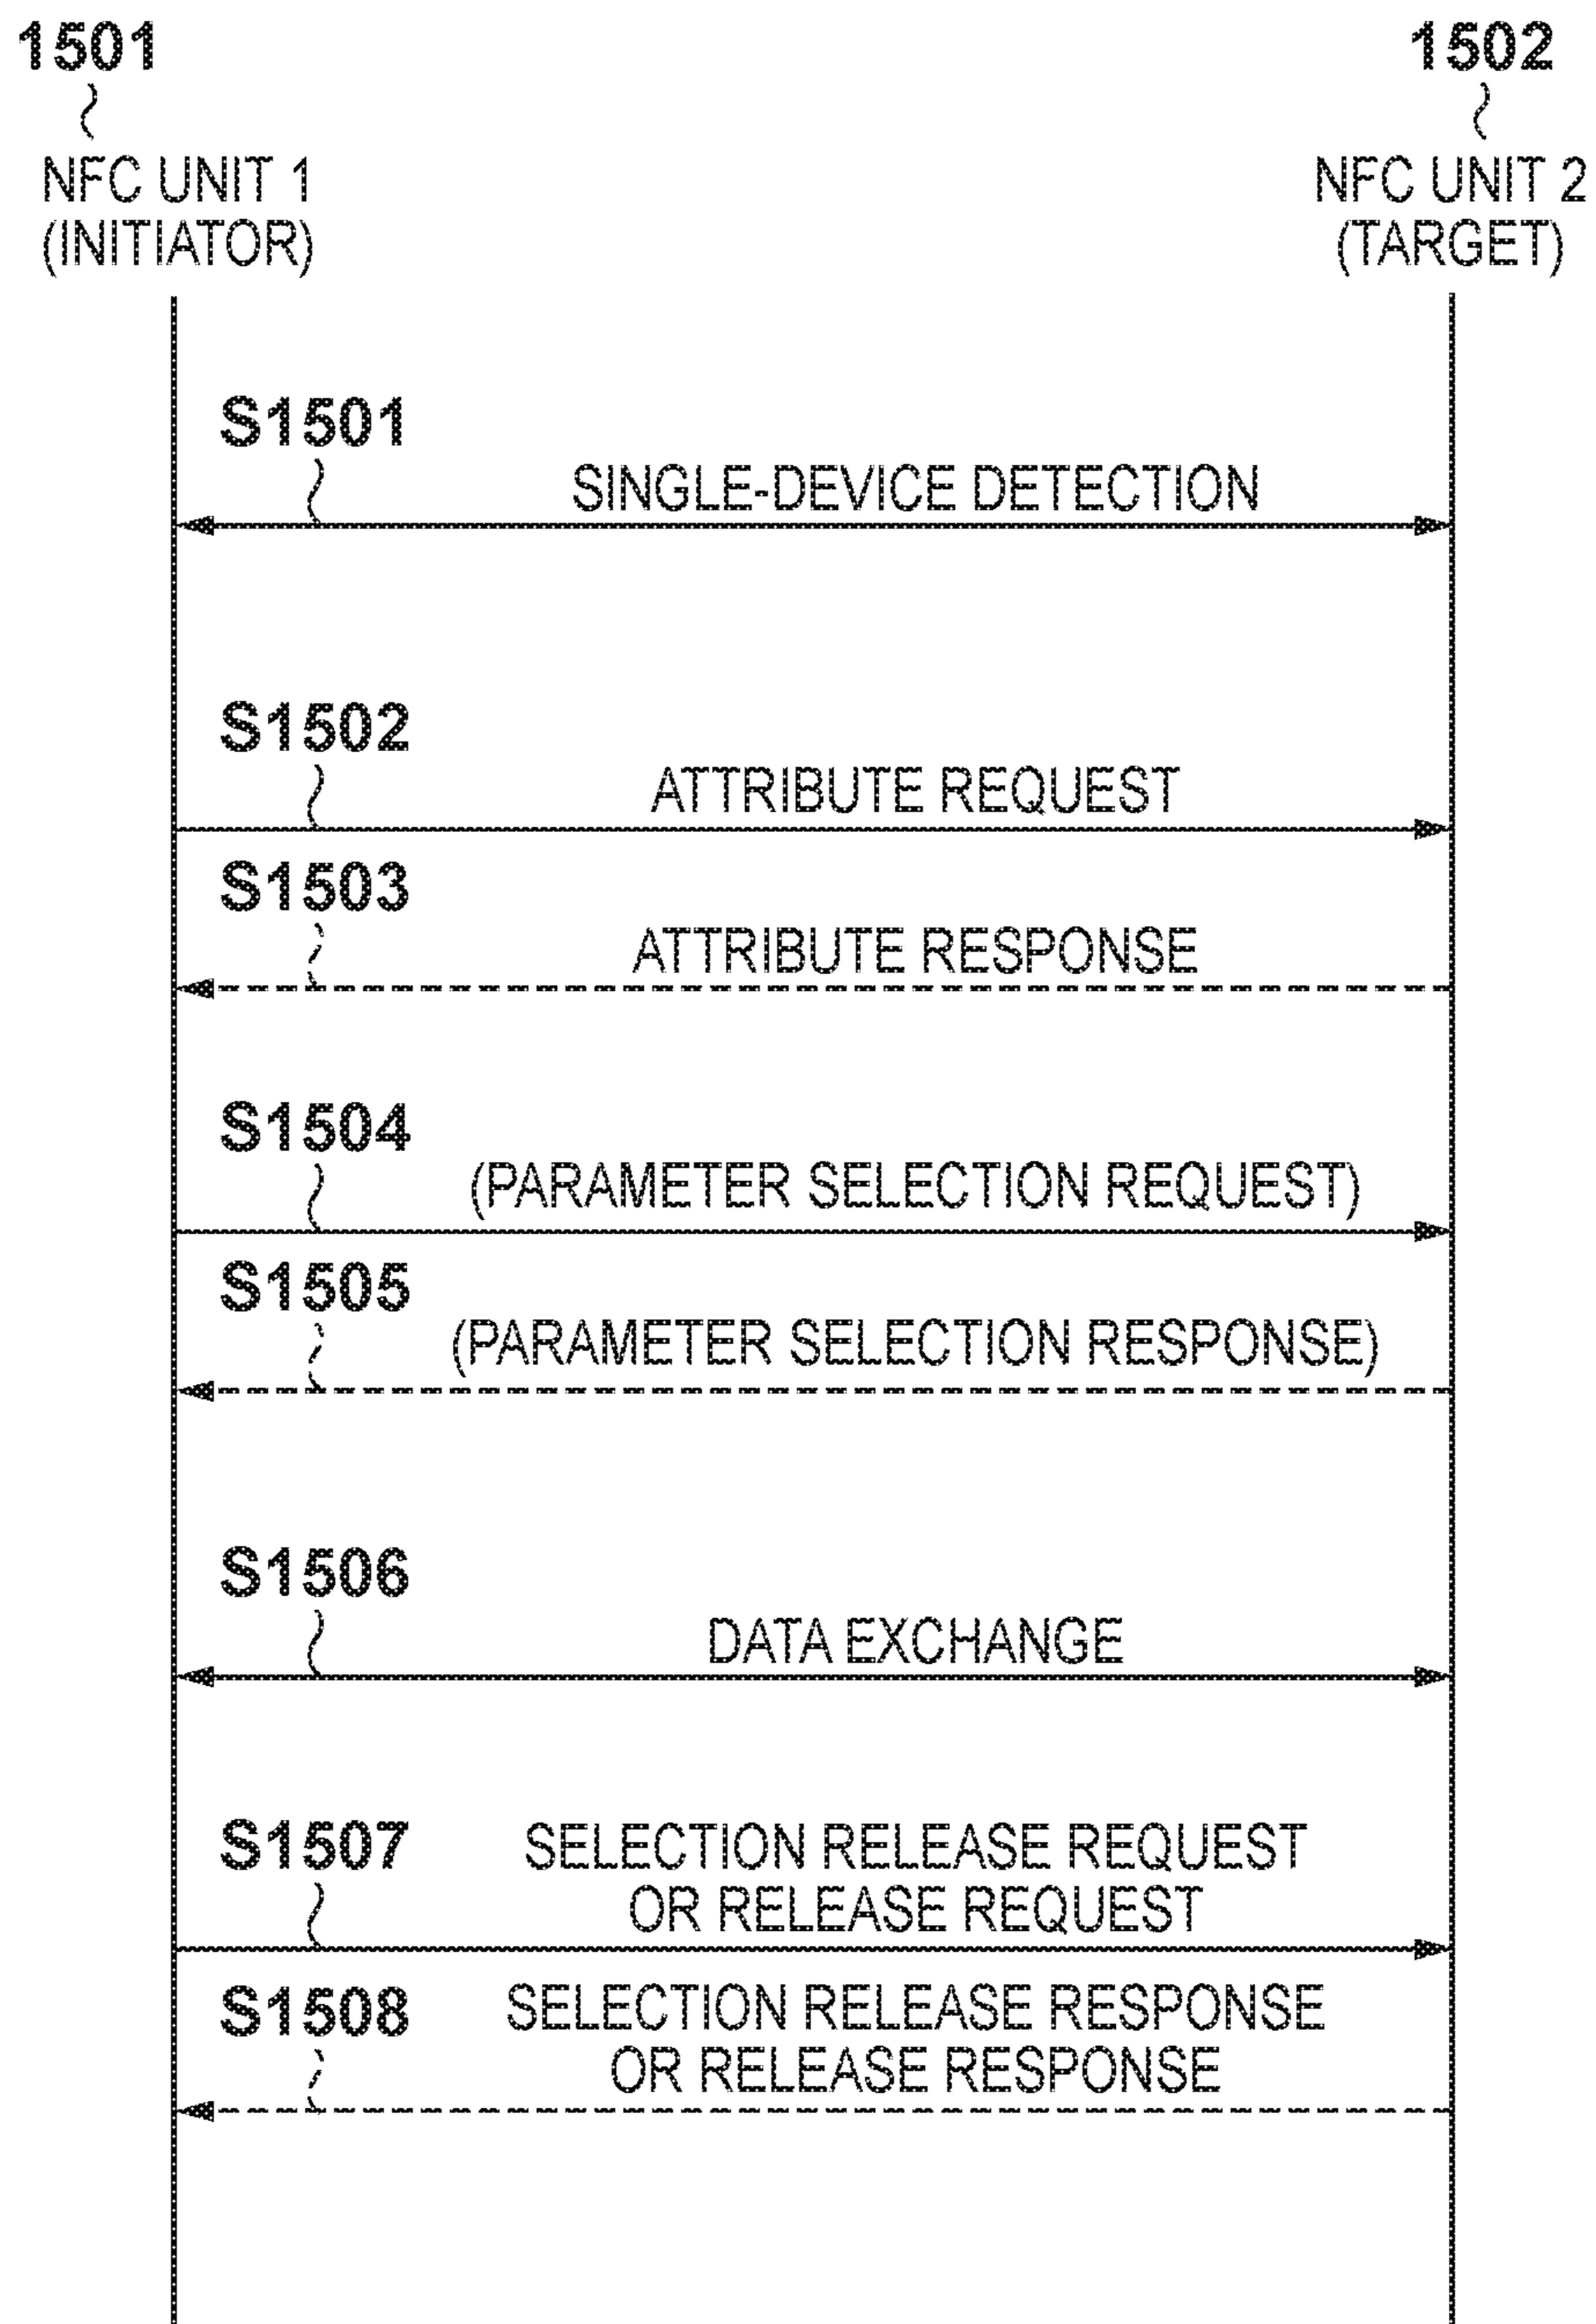 1501
1502
NFC UNIT 1
(INITIATOR)
NFC UNIT 2
(TARGET)
S1501
SINGLE-DEVICE DETECTION
S1502
ATTRIBUTE REQUEST
S1503
ATTRIBUTE RESPONSE
S1504
(PARAMETER SELECTION REQUEST)
S1505
(PARAMETER SELECTION RESPONSE)
S1506
DATA EXCHANGE
S1507
SELECTION RELEASE REQUEST
OR RELEASE REQUEST
S1508
SELECTION RELEASE RESPONSE
OR RELEASE RESPONSE